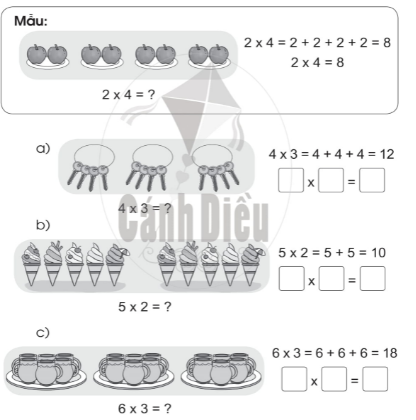 Mẫu:
2 x 4 = 2 + 2 + 2 + 2 = 8
2 x 4 = 8
2 x 4 = ?
a)
4 x 3 = 4 + 4 + 4 = 12
x =
4 x 3 = ?
Cánh Diều
b)
5 x 2 = 5 + 5 = 10
x =
5 x 2 = ?
c)
6 x 3 = 6 + 6 + 6 = 18
x =
6 x 3 = ?